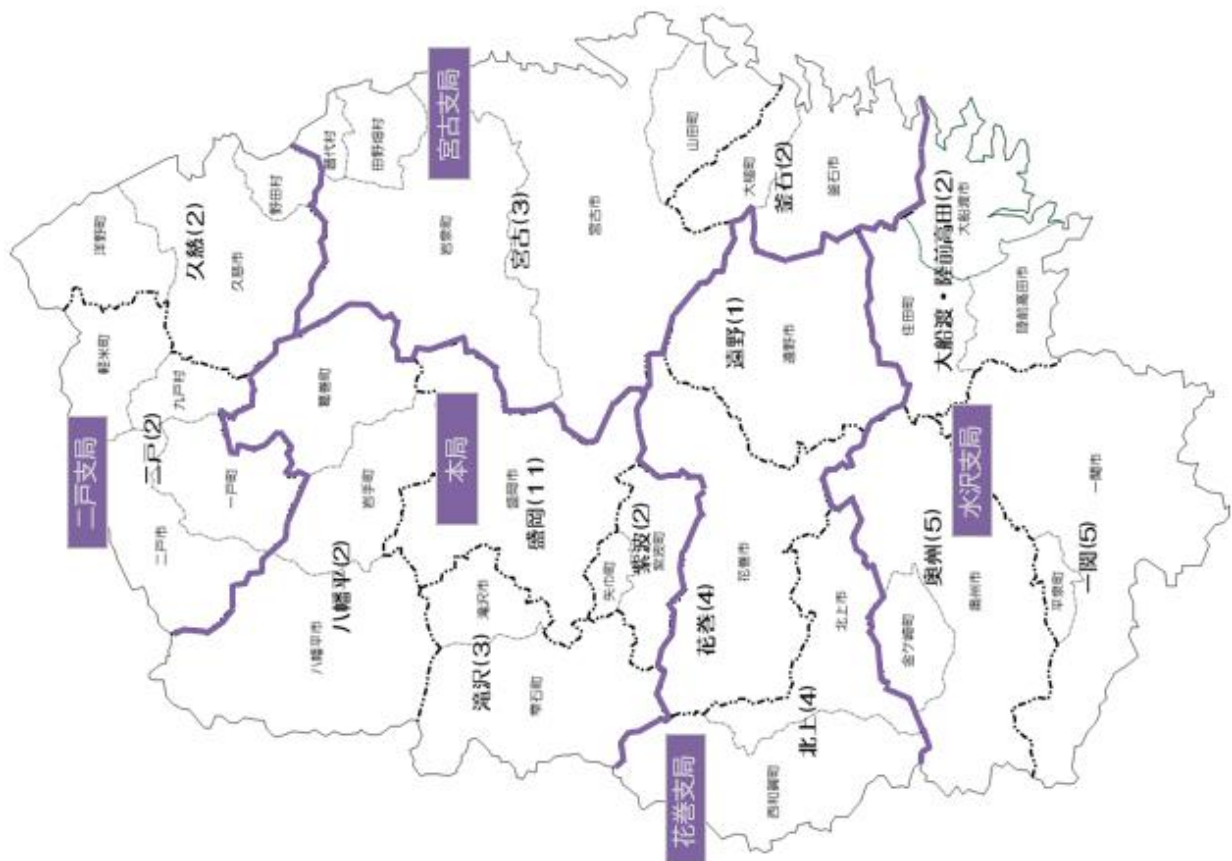 二戸支局
二戸市
一戸町
二戸(2)
九戸村
軽米町
洋野町
久慈(2)
久慈市
野田村
宮古支局
普代村
田野畑村
岩泉町
宮古(3)
宮古市
山田町
大槌町
釜石(2)
釜石市
本局
葛巻町
岩手町
八幡平市
八幡平(2)
滝沢(3)
滝沢市
雫石町
盛岡市
盛岡(11)
矢巾町
紫波(2)
紫波町
花巻支局
花巻(4)
花巻市
遠野(1)
遠野市
北上(4)
北上市
西和賀町
水沢支局
金ケ崎町
奥州(5)
奥州市
平泉町
一関(5)
一関市
住田町
大船渡・陸前高田(2)
大船渡市
陸前高田市